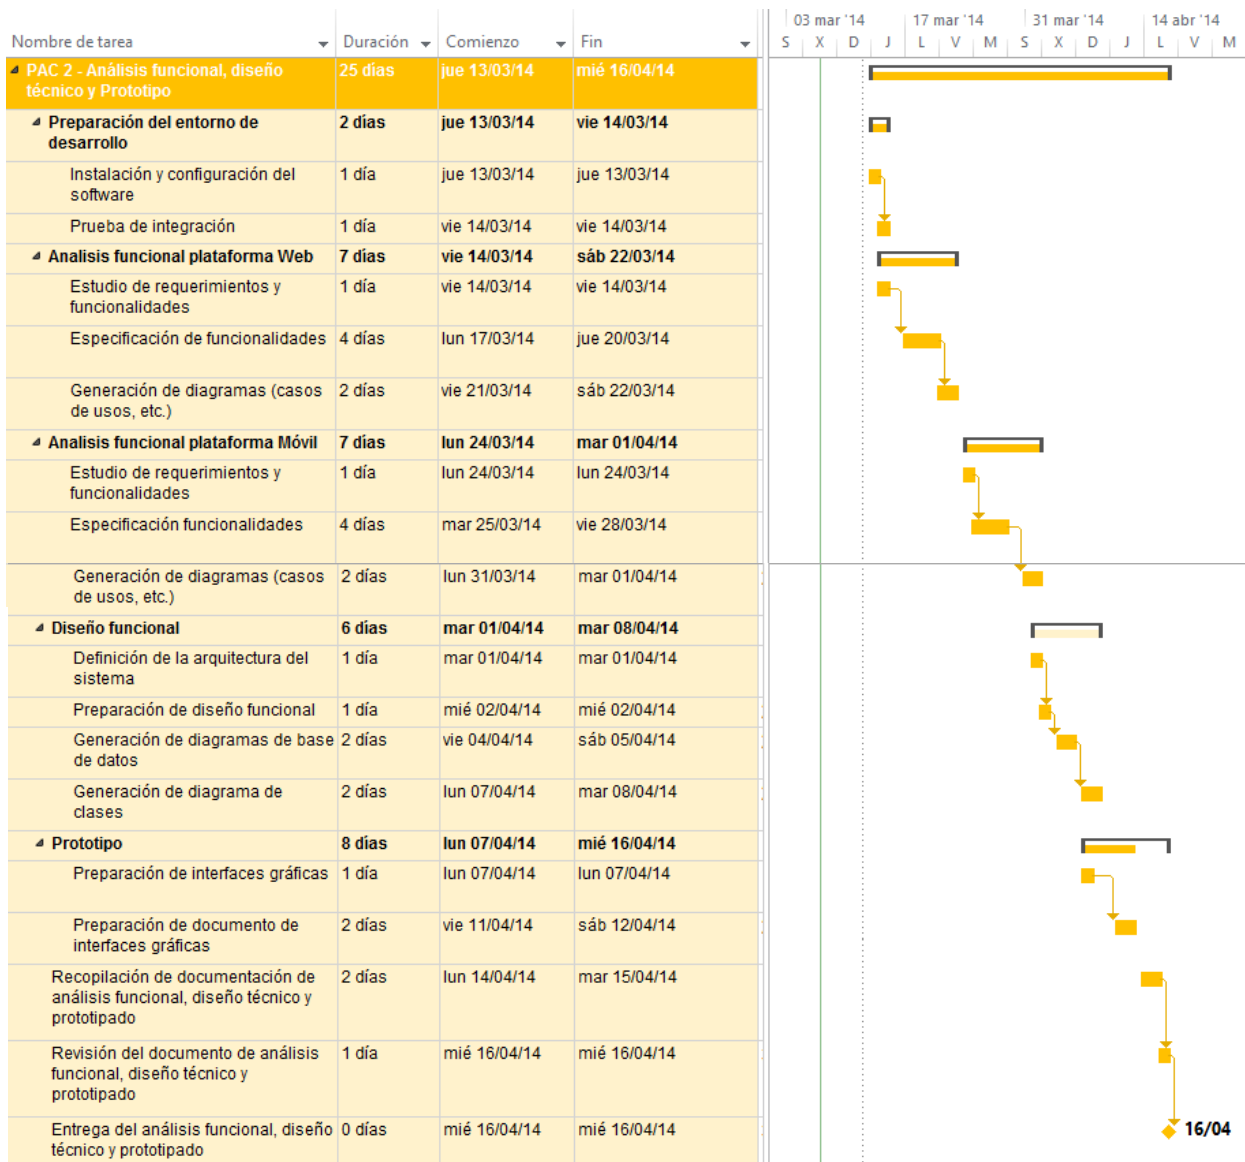 03 mar '14 17 mar '14 31 mar '14 14 abr '14
Nombre de tarea Duración Comienzo Fin S X D J L V M S X D J L V M
PAC 2 - Análisis funcional, diseño 25 días jue 13/03/14 mié 16/04/14
técnico y Prototipo
Preparación del entorno de 2 días jue 13/03/14 vie 14/03/14
desarrollo
Instalación y configuración del 1 día jue 13/03/14 jue 13/03/14
software
Prueba de integración 1 día vie 14/03/14 vie 14/03/14
Analisis funcional plataforma Web 7 días vie 14/03/14 sáb 22/03/14
Estudio de requerimientos y 1 día vie 14/03/14 vie 14/03/14
funcionalidades
Especificación de funcionalidades 4 días lun 17/03/14 jue 20/03/14
Generación de diagramas (casos 2 días vie 21/03/14 sáb 22/03/14
de usos, etc.)
Analisis funcional plataforma Móvil 7 días lun 24/03/14 mar 01/04/14
Estudio de requerimientos y 1 día lun 24/03/14 lun 24/03/14
funcionalidades
Especificación funcionalidades 4 días mar 25/03/14 vie 28/03/14
Generación de diagramas (casos 2 días lun 31/03/14 mar 01/04/14
de usos, etc.)
Diseño funcional 6 días mar 01/04/14 mar 08/04/14
Definición de la arquitectura del 1 día mar 01/04/14 mar 01/04/14
sistema
Preparación de diseño funcional 1 día mié 02/04/14 mié 02/04/14
Generación de diagramas de base 2 días vie 04/04/14 sáb 05/04/14
de datos
Generación de diagrama de 2 días lun 07/04/14 mar 08/04/14
clases
Prototipo 8 días lun 07/04/14 mié 16/04/14
Preparación de interfaces gráficas 1 día lun 07/04/14 lun 07/04/14
Preparación de documento de 2 días vie 11/04/14 sáb 12/04/14
interfaces gráficas
Recopilación de documentación de 2 días lun 14/04/14 mar 15/04/14
análisis funcional, diseño técnico y
prototipado
Revisión del documento de análisis 1 día mié 16/04/14 mié 16/04/14
funcional, diseño técnico y
prototipado
Entrega del análisis funcional, diseño 0 días mié 16/04/14 mié 16/04/14 16/04
técnico y prototipado